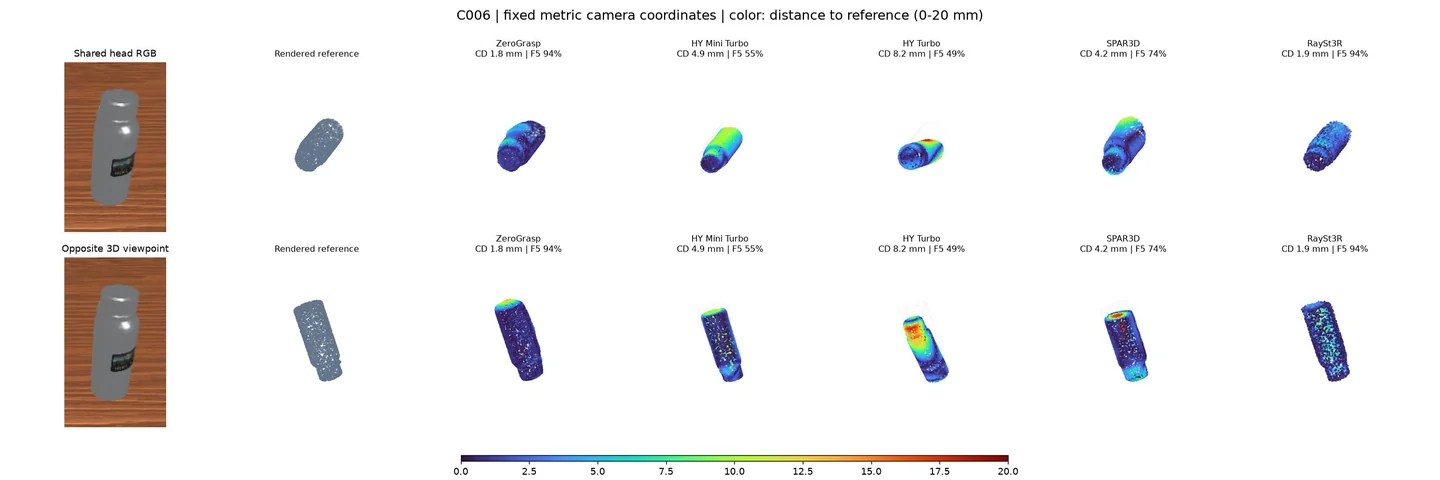 C006 | fixed metric camera coordinates | color: distance to reference (0-20 mm)
Shared head RGB
Rendered reference
ZeroGrasp
CD 1.8 mm | F5 94%
HY Mini Turbo
CD 4.9 mm | F5 55%
HY Turbo
CD 8.2 mm | F5 49%
SPAR3D
CD 4.2 mm | F5 74%
RaySt3R
CD 1.9 mm | F5 94%
Opposite 3D viewpoint
Rendered reference
ZeroGrasp
CD 1.8 mm | F5 94%
HY Mini Turbo
CD 4.9 mm | F5 55%
HY Turbo
CD 8.2 mm | F5 49%
SPAR3D
CD 4.2 mm | F5 74%
RaySt3R
CD 1.9 mm | F5 94%
0.0 2.5 5.0 7.5 10.0 12.5 15.0 17.5 20.0